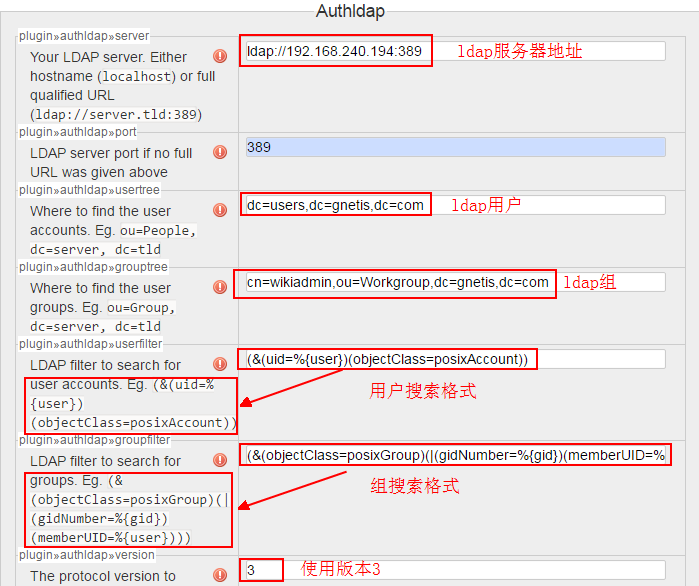 Authldap
plugin»authldap»server
Your LDAP server. Either
hostname (localhost) or full
qualified URL
(ldap://server.tld:389)
ldap://192.168.240.194:389
ldap服务器地址
plugin»authldap»port
LDAP server port if no full
URL was given above
389
plugin»authldap»usertree
Where to find the user
accounts. Eg. ou=People,
dc=server, dc=tld
dc=users,dc=gnetis,dc=com
ldap用户
plugin»authldap»grouptree
Where to find the user
groups. Eg. ou=Group,
dc=server, dc=tld
cn=wikiadmin,ou=Workgroup,dc=gnetis,dc=com
ldap组
plugin»authldap»userfilter
LDAP filter to search for
user accounts. Eg. (&(uid=%
{user})
(objectClass=posixAccount))
(&(uid=%{user})(objectClass=posixAccount))
用户搜索格式
plugin»authldap»groupfilter
LDAP filter to search for
groups. Eg. (&
(objectClass=posixGroup)(|
(gidNumber=%{gid})
(memberUID=%{user})))
(&(objectClass=posixGroup)(|(gidNumber=%{gid})(memberUID=%
组搜索格式
plugin»authldap»version
The protocol version to
3
使用版本3